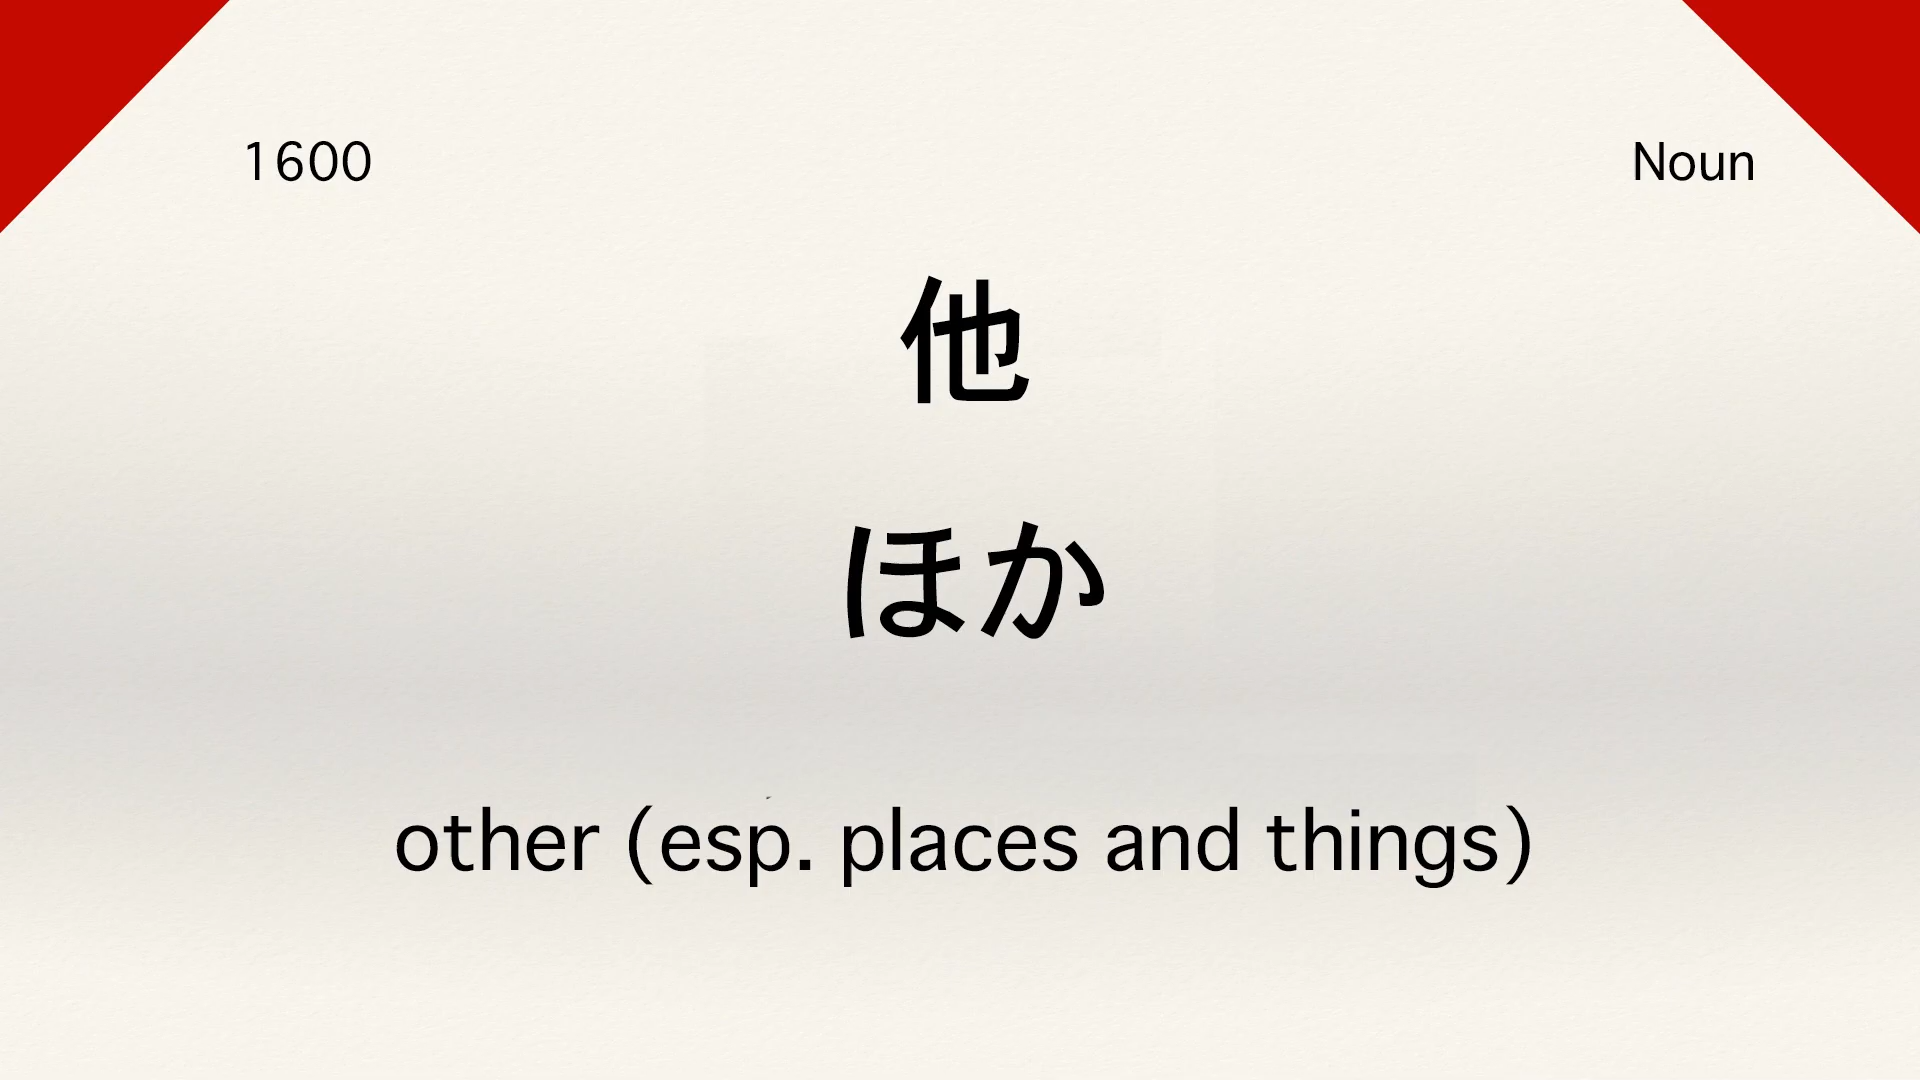 1600
Noun
他
ほか
other (esp. places and things)